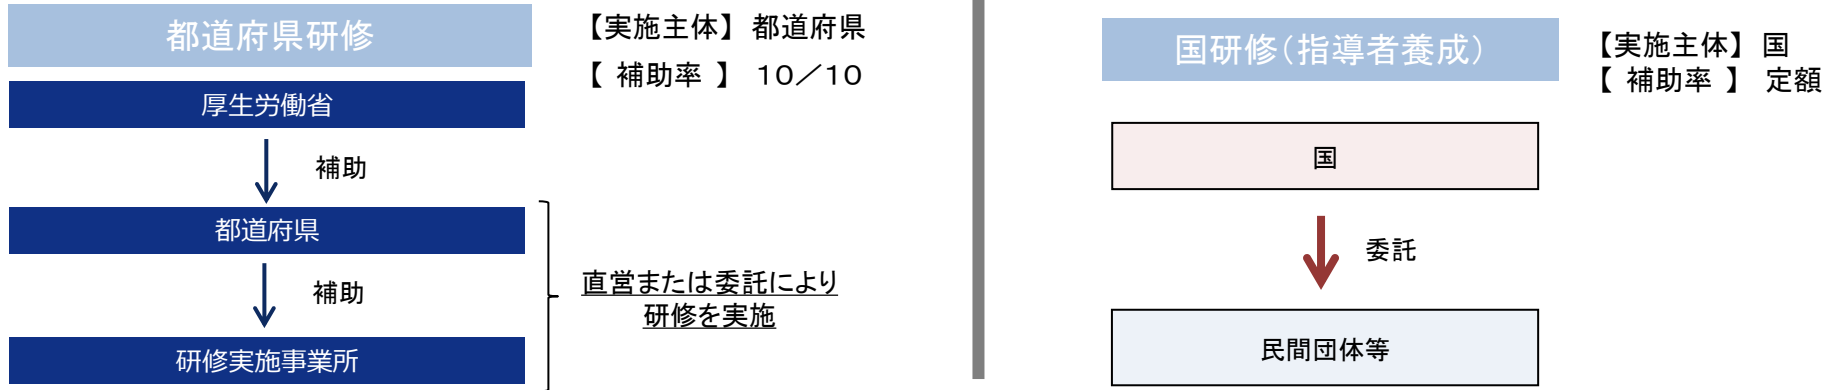 都道府県研修
【実施主体】 都道府県
【 補助率 】 10/10
厚生労働省
補助
都道府県
補助
研修実施事業所
直営または委託により
研修を実施
国研修(指導者養成)
【実施主体】 国
【 補助率 】 定額
国
委託
民間団体等